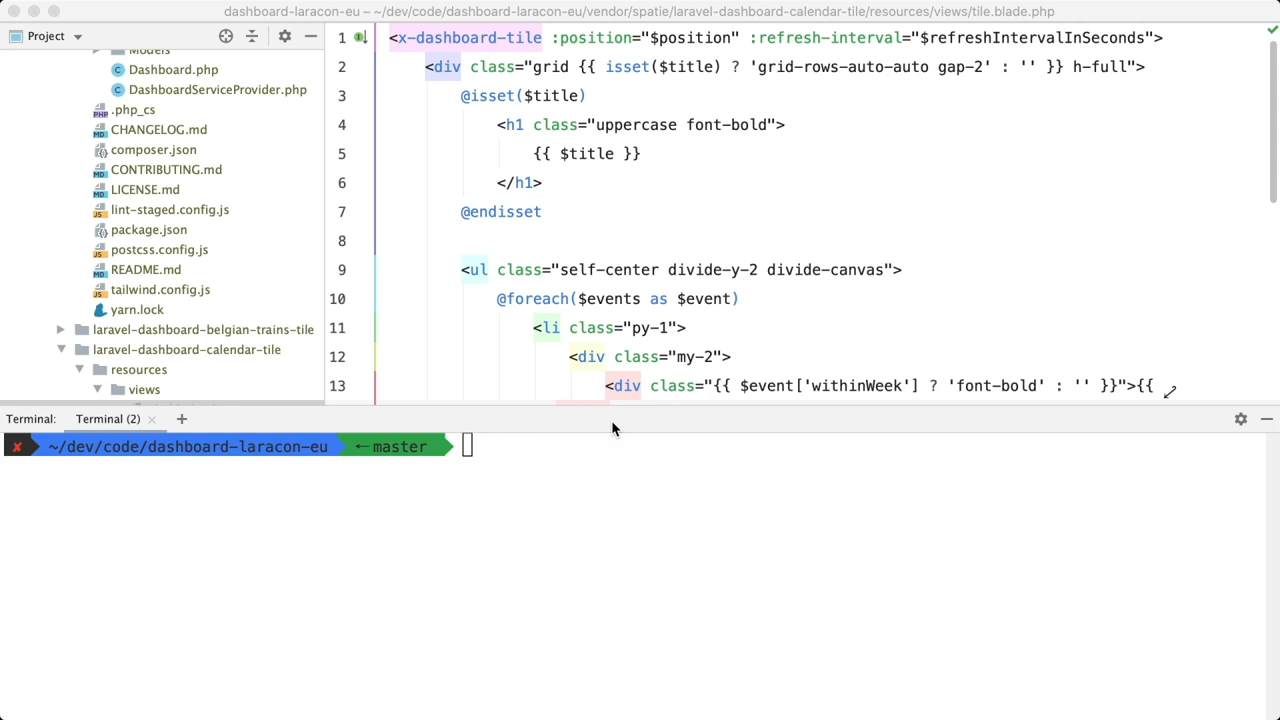 dashboard-laracon-eu – ~/dev/code/dashboard-laracon-eu/vendor/spatie/laravel-dashboard-calendar-tile/resources/views/tile.blade.php
Project
Models
Dashboard.php
DashboardServiceProvider.php
.php_cs
CHANGELOG.md
composer.json
CONTRIBUTING.md
LICENSE.md
lint-staged.config.js
package.json
postcss.config.js
README.md
tailwind.config.js
yarn.lock
laravel-dashboard-belgian-trains-tile
laravel-dashboard-calendar-tile
resources
views
1 <x-dashboard-tile :position="$position" :refresh-interval="$refreshIntervalInSeconds">
2 <div class="grid {{ isset($title) ? 'grid-rows-auto-auto gap-2' : '' }} h-full">
3 @isset($title)
4 <h1 class="uppercase font-bold">
5 {{ $title }}
6 </h1>
7 @endisset
8
9 <ul class="self-center divide-y-2 divide-canvas">
10 @foreach($events as $event)
11 <li class="py-1">
12 <div class="my-2">
13 <div class="{{ $event['withinWeek'] ? 'font-bold' : '' }}">{{
Terminal: Terminal (2) × +
✘ ~/dev/code/dashboard-laracon-eu ← master